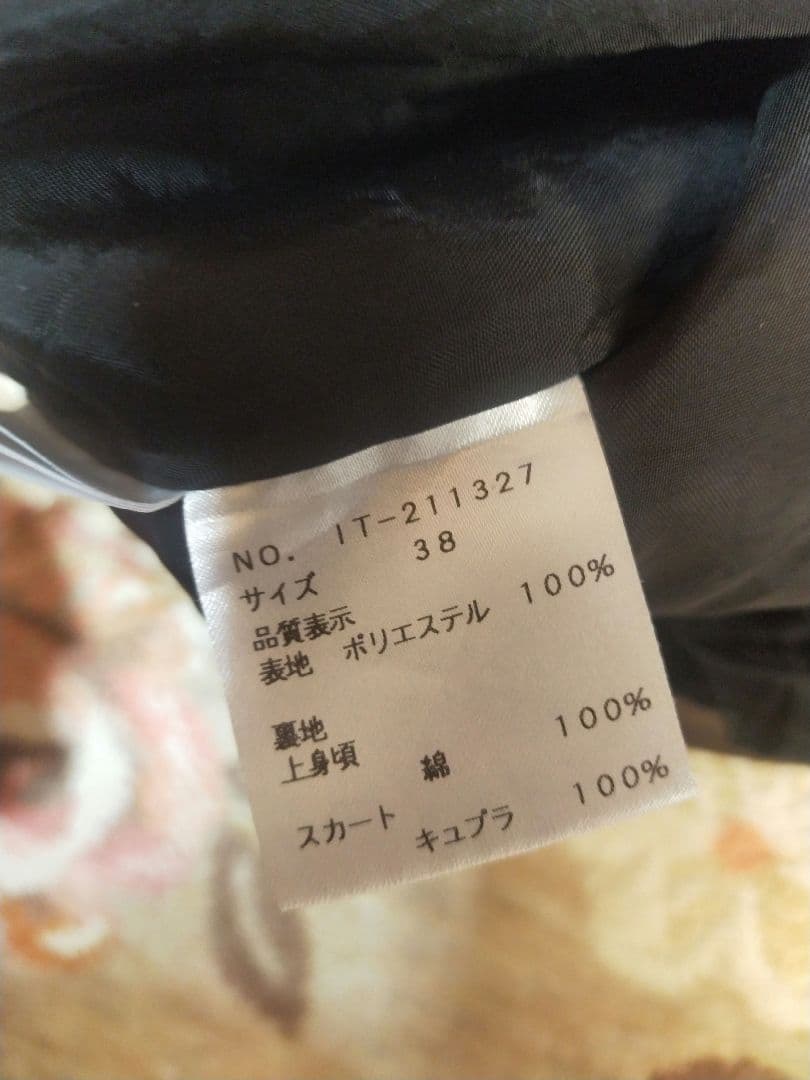 NO. IT-211327
サイズ 38
品質表示
表地 ポリエステル 100%
裏地
上身頃 綿 100%
スカート キュプラ 100%